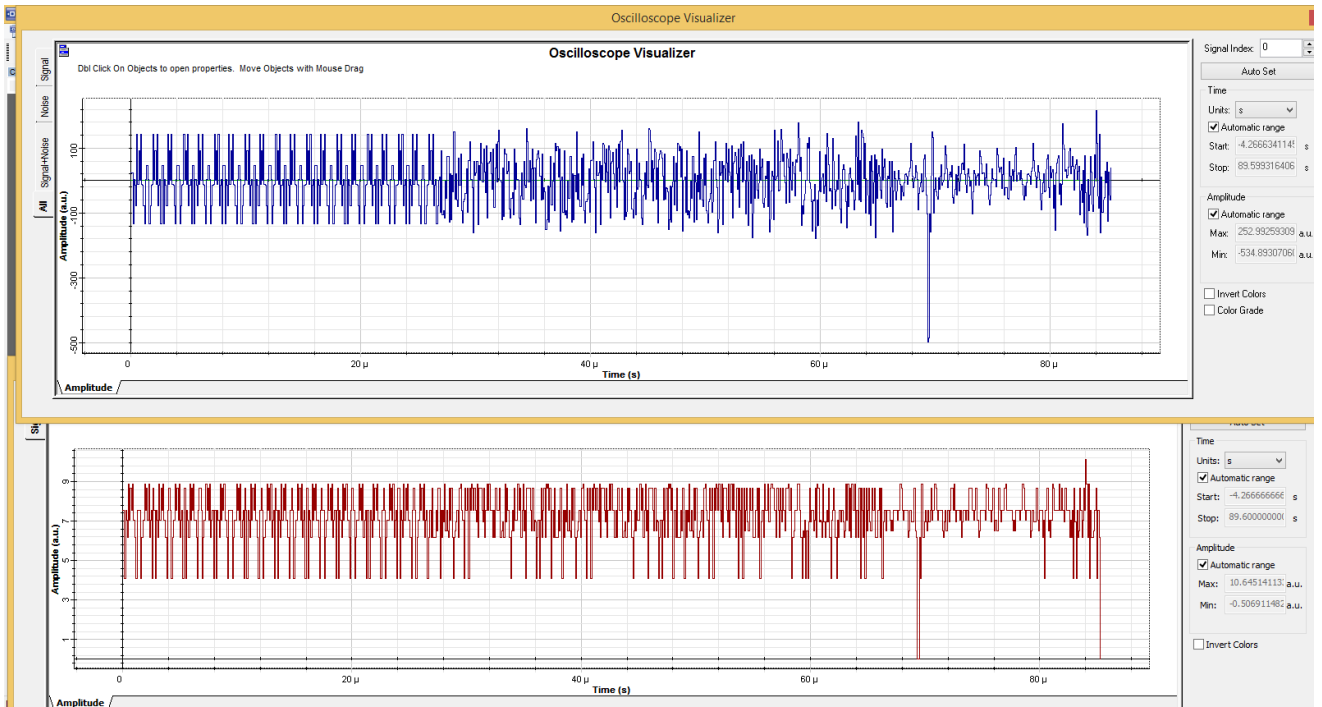 Oscilloscope Visualizer
Oscilloscope Visualizer
Dbl Click On Objects to open properties. Move Objects with Mouse Drag
Signal
Noise
Signal+Noise
All
Amplitude (a.u.)
100
-100
-300
-500
0
20 µ
40 µ
60 µ
80 µ
Time (s)
Amplitude
Signal Index: 0
Auto Set
Time
Units: s
Automatic range
Start: -4.266634114 s
Stop: 89.599316406 s
Amplitude
Automatic range
Max: 252.99259309 a.u.
Min: -534.8930706 a.u.
Invert Colors
Color Grade
Amplitude (a.u.)
9
7
5
3
1
0
20 µ
40 µ
60 µ
80 µ
Time (s)
Amplitude
Time
Units: s
Automatic range
Start: -4.266666666 s
Stop: 89.60000000 s
Amplitude
Automatic range
Max: 10.64514113 a.u.
Min: -0.506911482 a.u.
Invert Colors